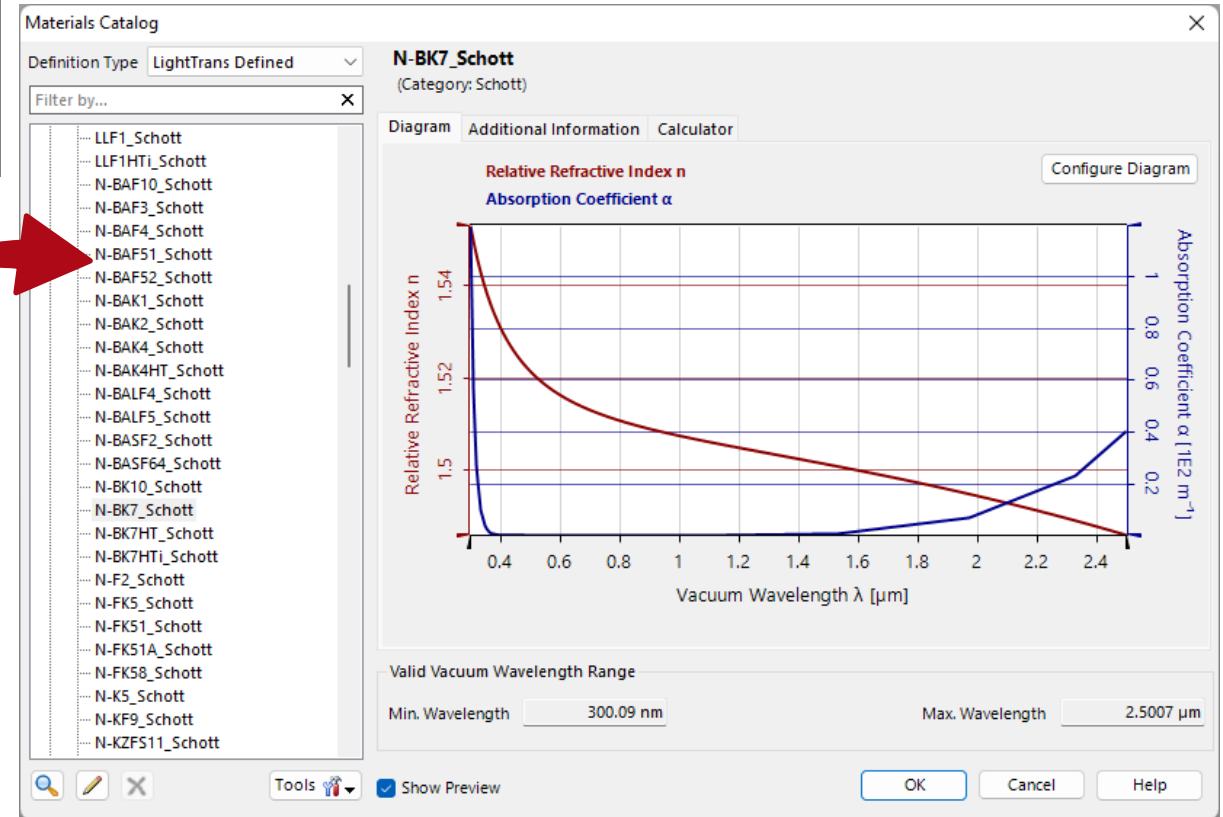 Materials Catalog
Definition Type LightTrans Defined
Filter by...
LLF1_Schott
LLF1HTi_Schott
N-BAF10_Schott
N-BAF3_Schott
N-BAF4_Schott
N-BAF51_Schott
N-BAF52_Schott
N-BAK1_Schott
N-BAK2_Schott
N-BAK4_Schott
N-BAK4HT_Schott
N-BALF4_Schott
N-BALF5_Schott
N-BASF2_Schott
N-BASF64_Schott
N-BK10_Schott
N-BK7_Schott
N-BK7HT_Schott
N-BK7HTi_Schott
N-F2_Schott
N-FK5_Schott
N-FK51_Schott
N-FK51A_Schott
N-FK58_Schott
N-K5_Schott
N-KF9_Schott
N-KZFS11_Schott
Tools
N-BK7_Schott
(Category: Schott)
Diagram Additional Information Calculator
Configure Diagram
Relative Refractive Index n
Absorption Coefficient α
Relative Refractive Index n
1.54
1.52
1.5
1
0.8
0.6
0.4
0.2
Absorption Coefficient α [1E2 m⁻¹]
0.4 0.6 0.8 1 1.2 1.4 1.6 1.8 2 2.2 2.4
Vacuum Wavelength λ [µm]
Valid Vacuum Wavelength Range
Min. Wavelength 300.09 nm Max. Wavelength 2.5007 µm
Show Preview OK Cancel Help